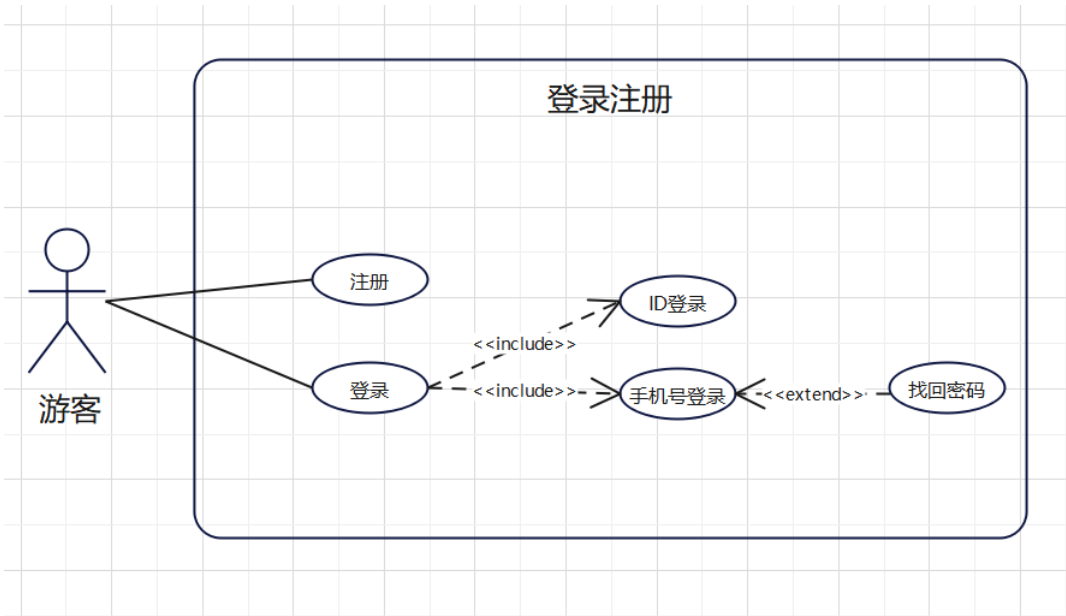 登录注册
注册
ID登录
<<include>>
登录
<<include>>
手机号登录
<<extend>>
找回密码
游客